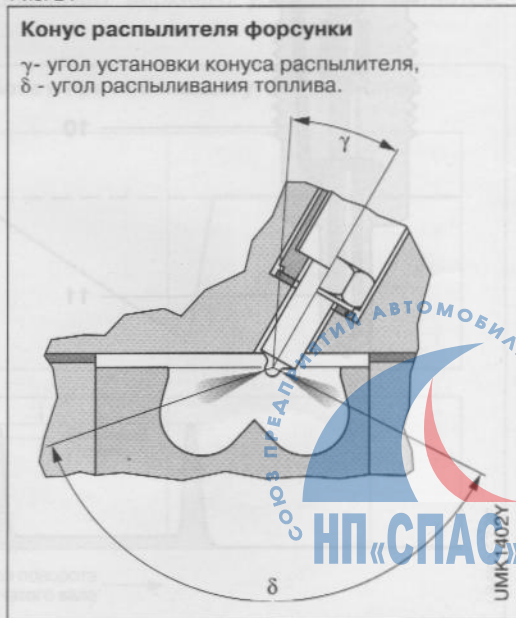 Конус распылителя форсунки
γ- угол установки конуса распылителя,
δ - угол распыливания топлива.
10
γ
11
СОЮЗ ПРЕДПРИЯТИЙ АВТОМОБИЛ
НП«СПАС»
UMK1402Y
δ